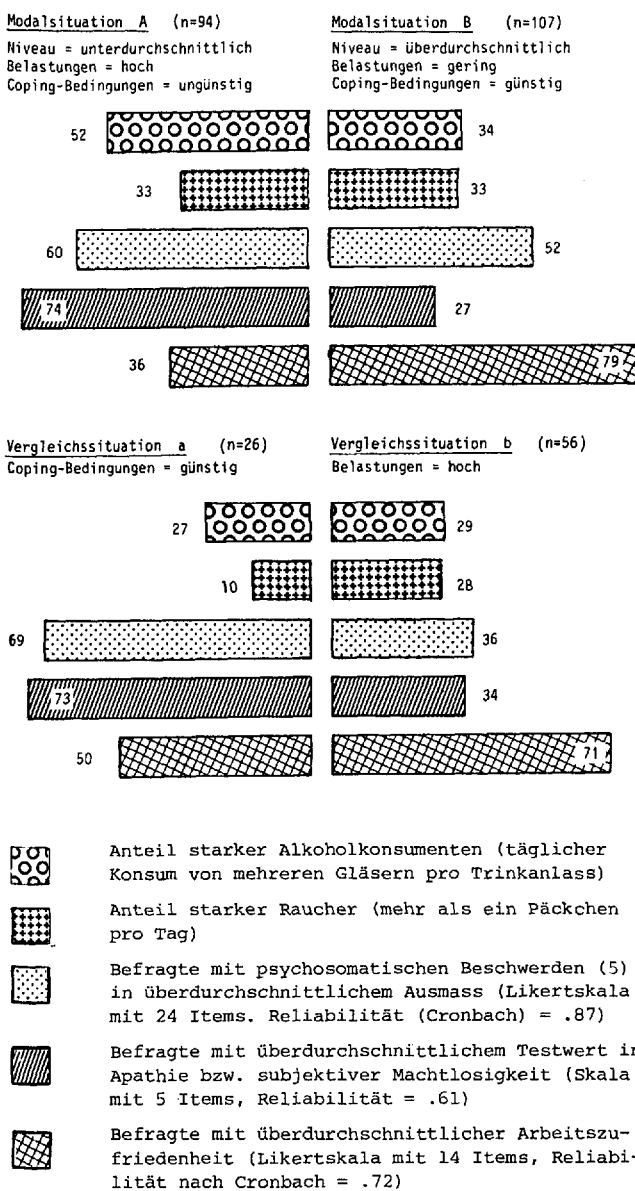 Modalsituation A (n=94)
Niveau = unterdurchschnittlich
Belastungen = hoch
Coping-Bedingungen = ungünstig
Modalsituation B (n=107)
Niveau = überdurchschnittlich
Belastungen = gering
Coping-Bedingungen = günstig
52 34
33 33
60 52
74 27
36 79
Vergleichssituation a (n=26)
Coping-Bedingungen = günstig
Vergleichssituation b (n=56)
Belastungen = hoch
27 29
10 28
69 36
73 34
50 71
Anteil starker Alkoholkonsumenten (täglicher
Konsum von mehreren Gläsern pro Trinkanlass)
Anteil starker Raucher (mehr als ein Päckchen
pro Tag)
Befragte mit psychosomatischen Beschwerden (5)
in überdurchschnittlichem Ausmass (Likertskala
mit 24 Items. Reliabilität (Cronbach) = .87)
Befragte mit überdurchschnittlichem Testwert in
Apathie bzw. subjektiver Machtlosigkeit (Skala
mit 5 Items, Reliabilität = .61)
Befragte mit überdurchschnittlicher Arbeitszu-
friedenheit (Likertskala mit 14 Items, Reliabi-
lität nach Cronbach = .72)